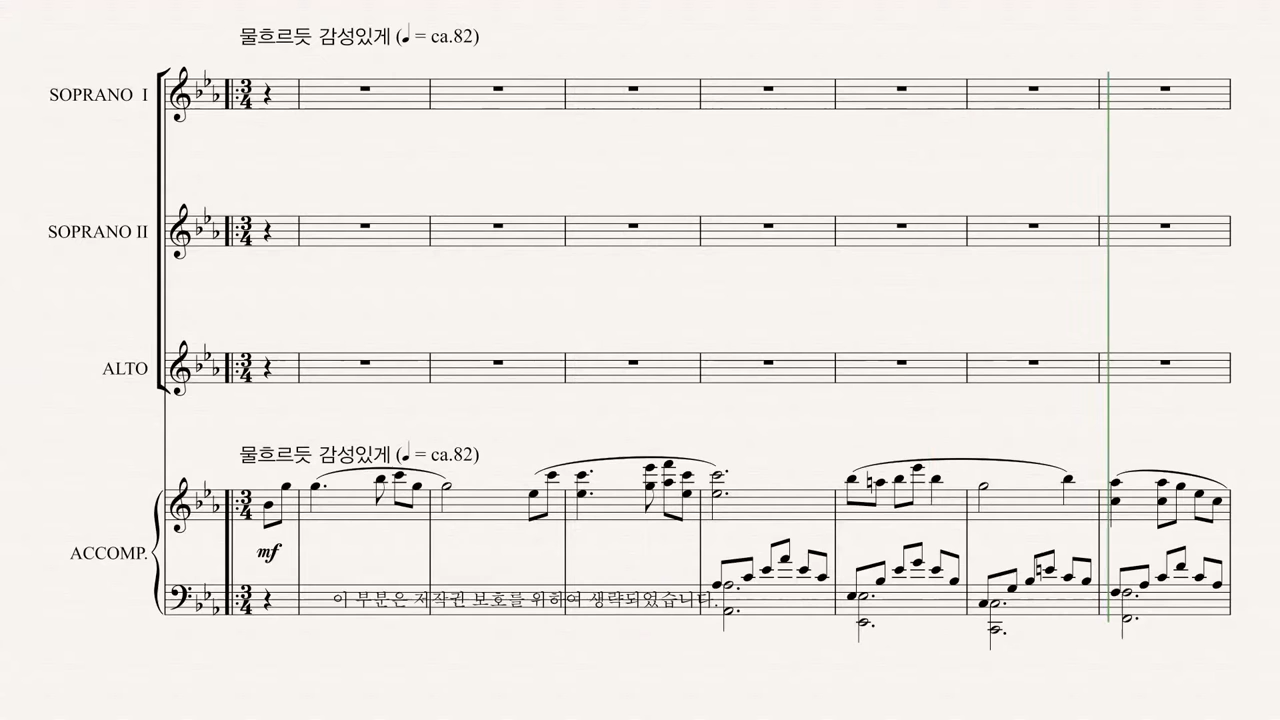 물흐르듯 감성있게 (♩ = ca.82)
SOPRANO I
SOPRANO II
ALTO
물흐르듯 감성있게 (♩ = ca.82)
ACCOMP.
mf
이 부분은 저작권 보호를 위하여 생략되었습니다.